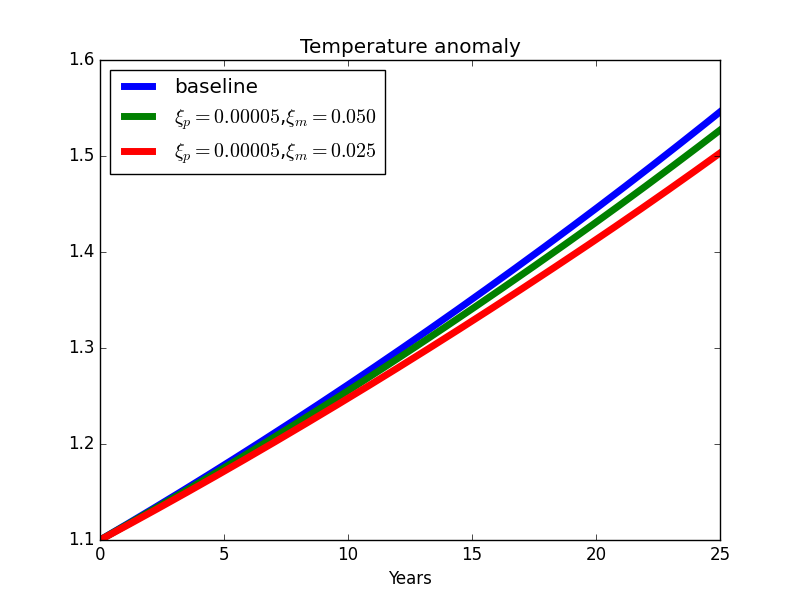 Temperature anomaly
1.6
1.5
1.4
1.3
1.2
1.1
baseline
ξₚ = 0.00005,ξₘ = 0.050
ξₚ = 0.00005,ξₘ = 0.025
0 5 10 15 20 25
Years